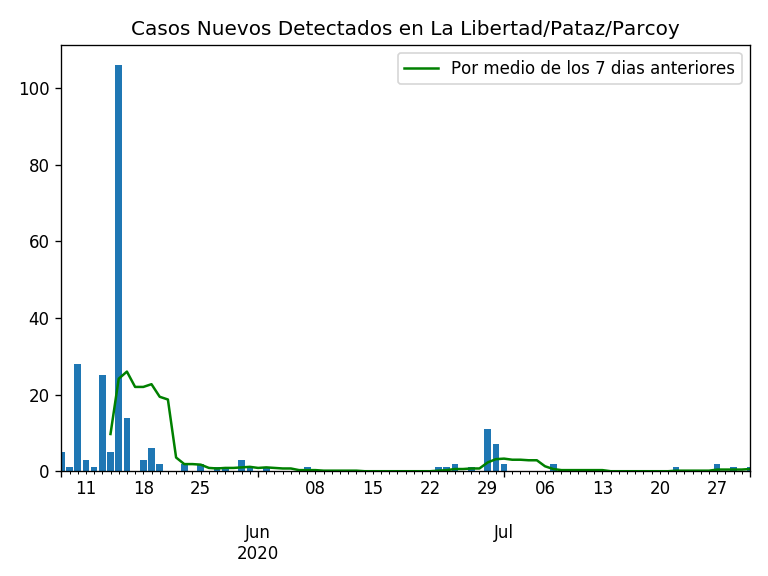 Casos Nuevos Detectados en La Libertad/Pataz/Parcoy
Por medio de los 7 dias anteriores
100
80
60
40
20
0
11 18 25 08 15 22 29 06 13 20 27
Jun Jul
2020